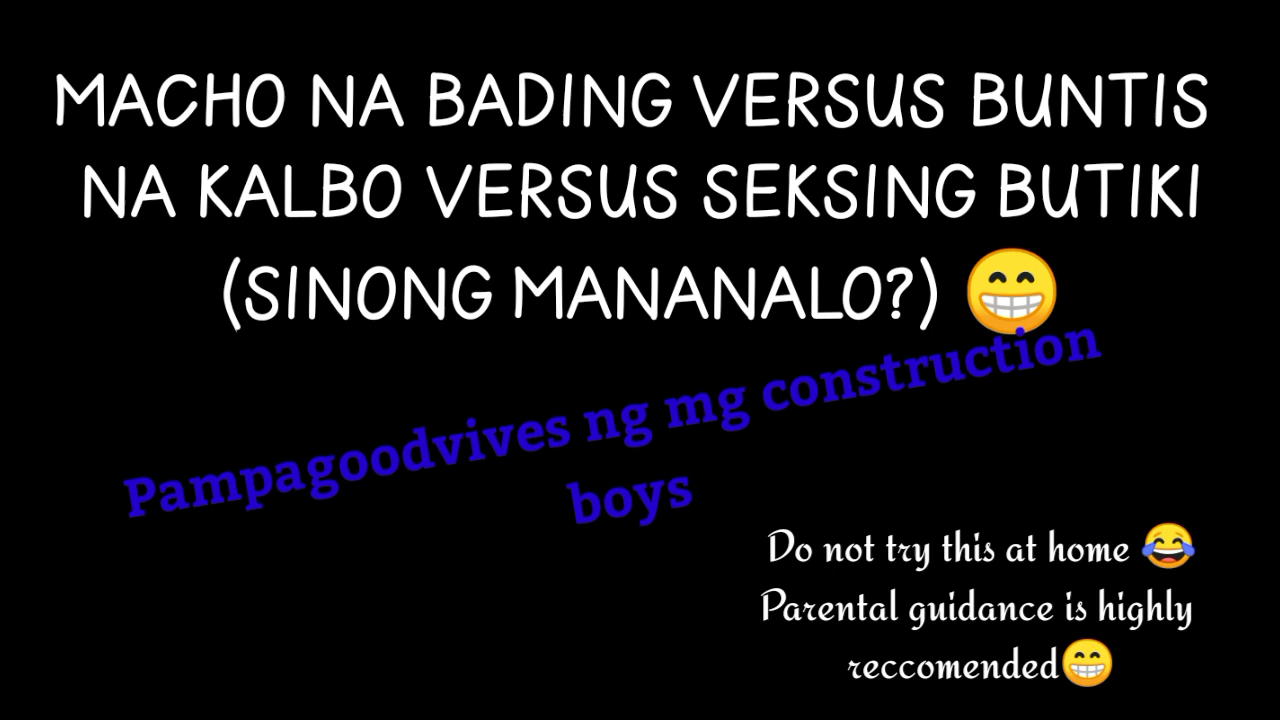 MACHO NA BADING VERSUS BUNTIS
NA KALBO VERSUS SEKSING BUTIKI
(SINONG MANANALO?) 😁
Pampagoodvives ng mg construction
boys
Do not try this at home 😂
Parental guidance is highly
reccomended😁